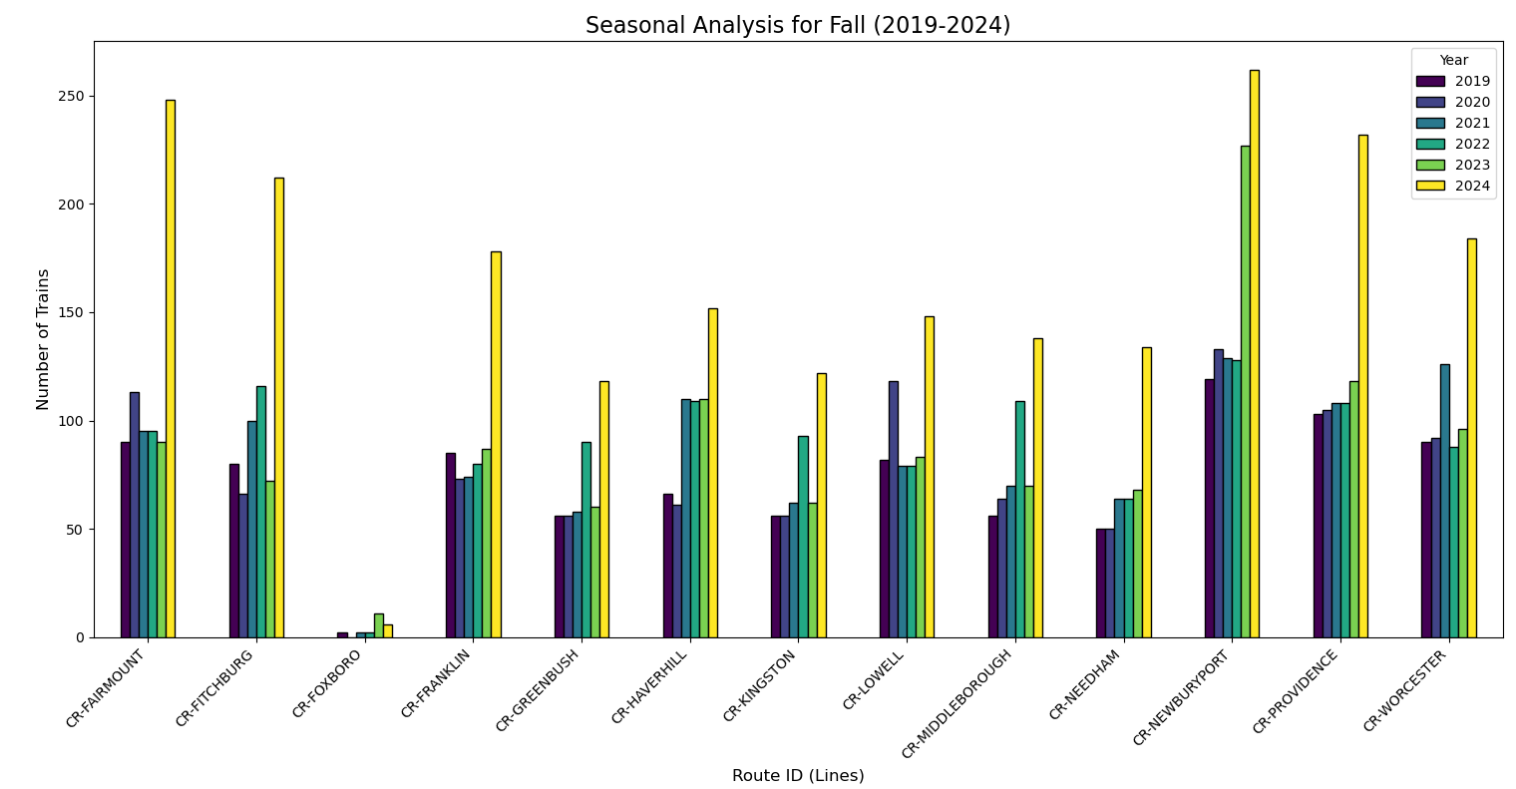 Seasonal Analysis for Fall (2019-2024)
Number of Trains
250
200
150
100
50
0
Year
2019
2020
2021
2022
2023
2024
CR-FAIRMOUNT
CR-FITCHBURG
CR-FOXBORO
CR-FRANKLIN
CR-GREENBUSH
CR-HAVERHILL
CR-KINGSTON
CR-LOWELL
CR-MIDDLEBOROUGH
CR-NEEDHAM
CR-NEWBURYPORT
CR-PROVIDENCE
CR-WORCESTER
Route ID (Lines)